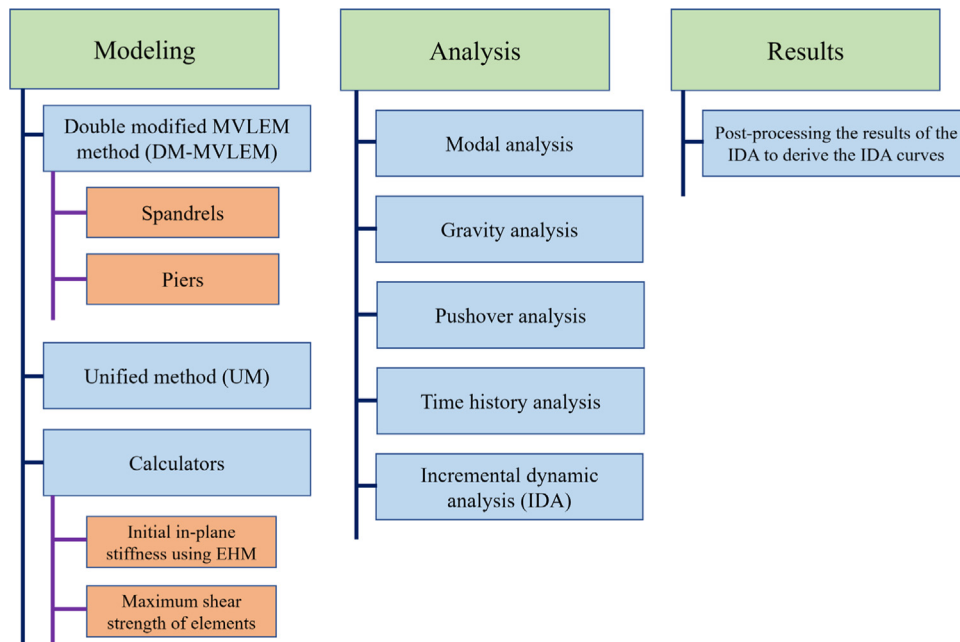 Modeling
Double modified MVLEM
method (DM-MVLEM)
Spandrels
Piers
Unified method (UM)
Calculators
Initial in-plane
stiffness using EHM
Maximum shear
strength of elements
Analysis
Modal analysis
Gravity analysis
Pushover analysis
Time history analysis
Incremental dynamic
analysis (IDA)
Results
Post-processing the results of the
IDA to derive the IDA curves